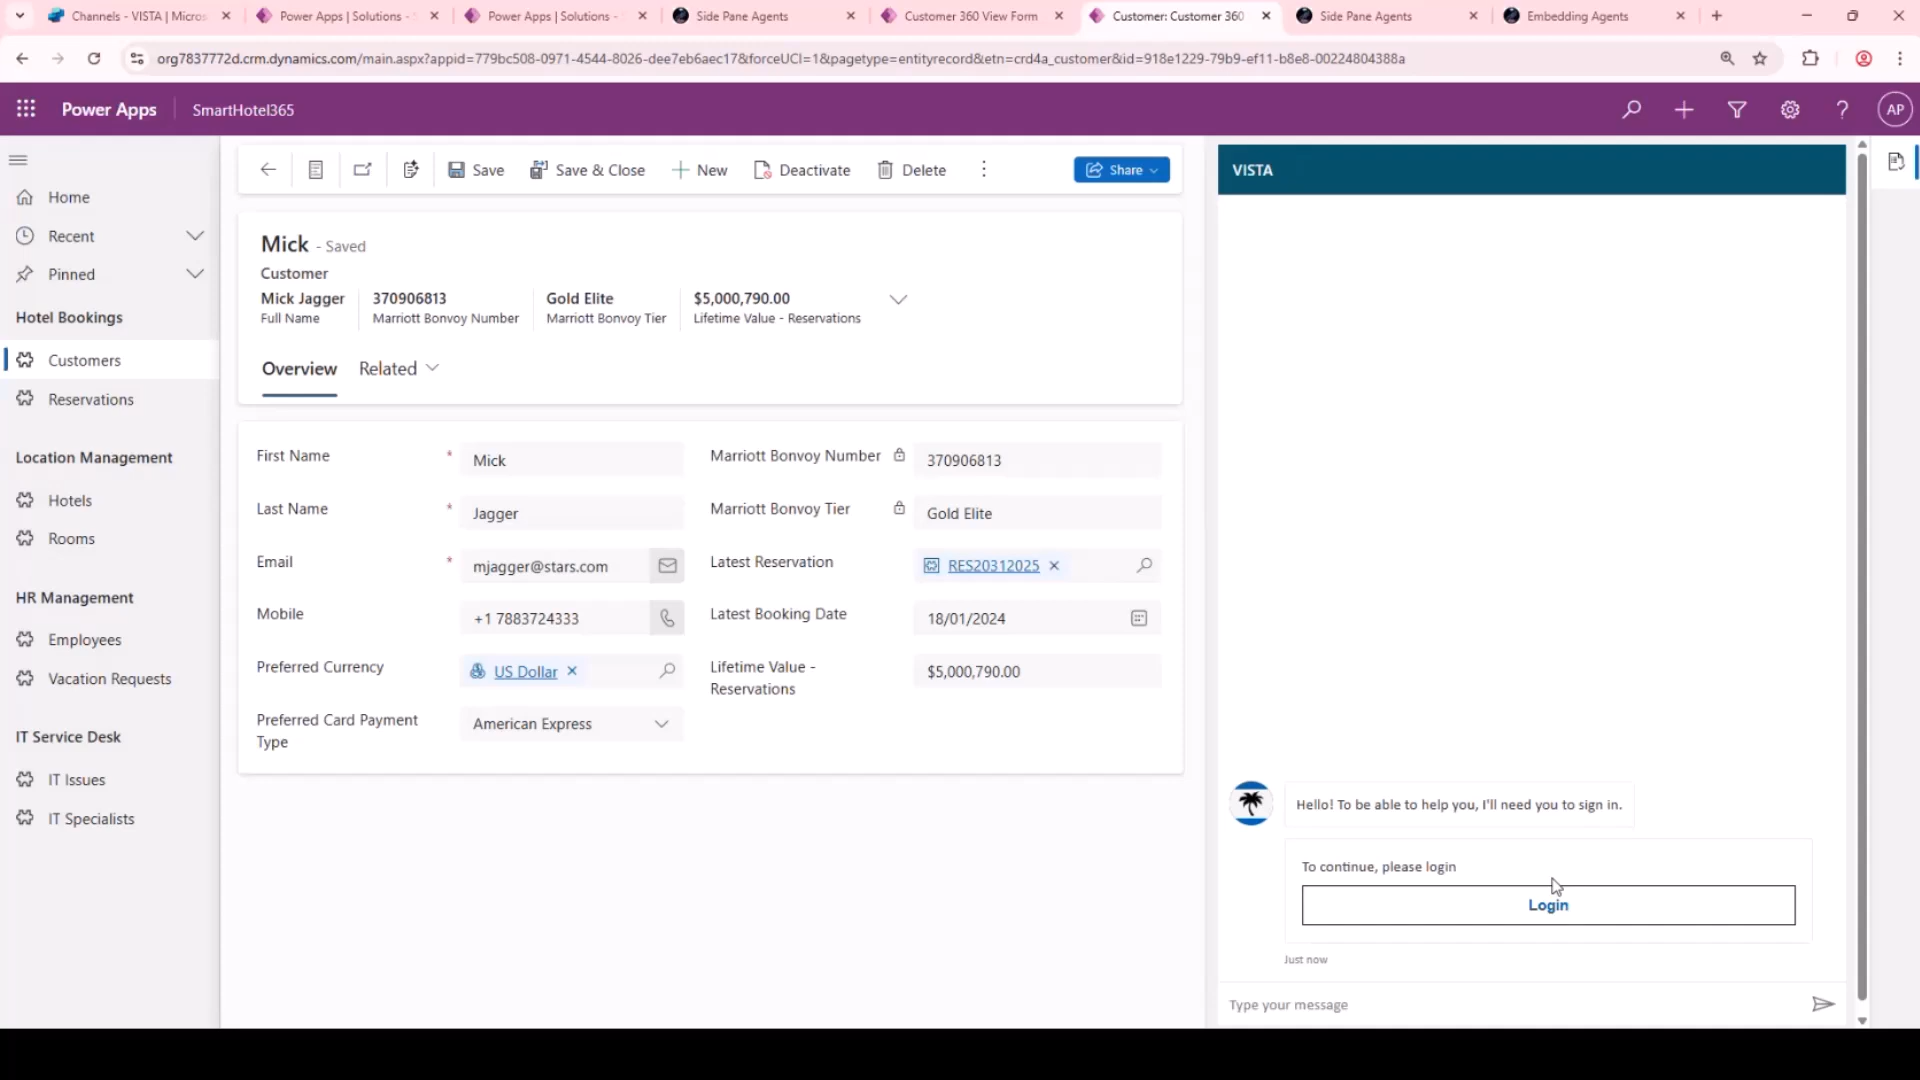 Channels - VISTA | Micros
Power Apps | Solutions -
Power Apps | Solutions -
Side Pane Agents
Customer 360 View Form
Customer: Customer 360
Side Pane Agents
Embedding Agents
org7837772d.crm.dynamics.com/main.aspx?appid=779bc508-0971-4544-8026-dee7eb6aec17&forceUCI=1&pagetype=entityrecord&etn=crd4a_customer&id=918e1229-79b9-ef11-b8e8-00224804388a
Power Apps
SmartHotel365
AP
Home
Recent
Pinned
Hotel Bookings
Customers
Reservations
Location Management
Hotels
Rooms
HR Management
Employees
Vacation Requests
IT Service Desk
IT Issues
IT Specialists
Save
Save & Close
New
Deactivate
Delete
Share
Mick - Saved
Customer
Mick Jagger
Full Name
370906813
Marriott Bonvoy Number
Gold Elite
Marriott Bonvoy Tier
$5,000,790.00
Lifetime Value - Reservations
Overview
Related
First Name *
Mick
Last Name *
Jagger
Email *
mjagger@stars.com
Mobile
+1 7883724333
Preferred Currency
US Dollar
Preferred Card Payment
Type
American Express
Marriott Bonvoy Number
370906813
Marriott Bonvoy Tier
Gold Elite
Latest Reservation
RES20312025
Latest Booking Date
18/01/2024
Lifetime Value -
Reservations
$5,000,790.00
VISTA
Hello! To be able to help you, I'll need you to sign in.
To continue, please login
Login
Just now
Type your message